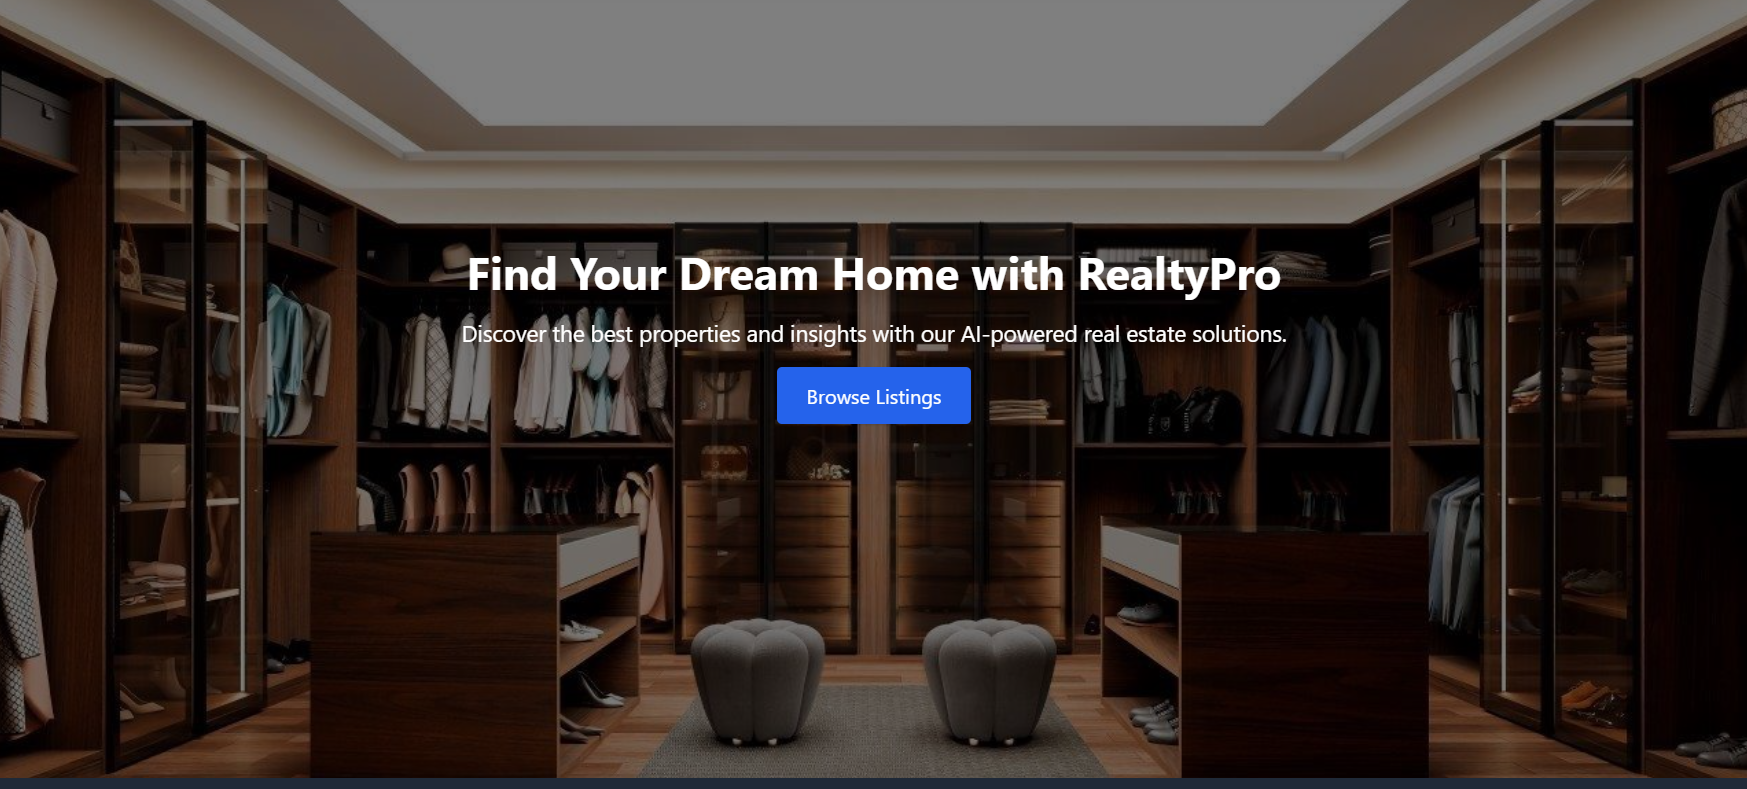 Find Your Dream Home with RealtyPro
Discover the best properties and insights with our AI-powered real estate solutions.
Browse Listings